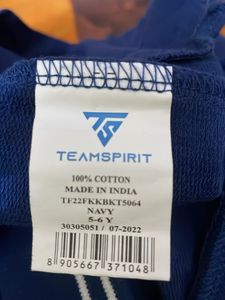 TEAMSPIRIT
100% COTTON
MADE IN INDIA
TF22FKKBKT5064
NAVY
5-6 Y
30305051 / 07-2022
8 905667 371048